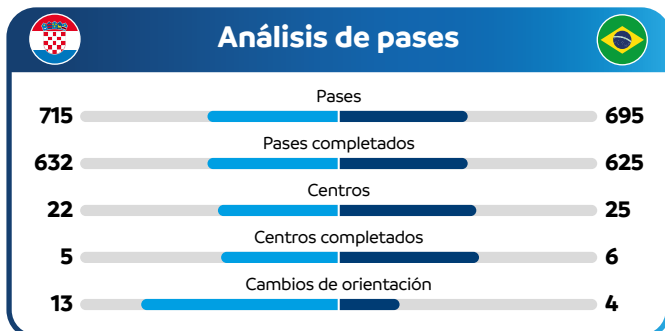 Análisis de pases
Pases
715 695
Pases completados
632 625
Centros
22 25
Centros completados
5 6
Cambios de orientación
13 4